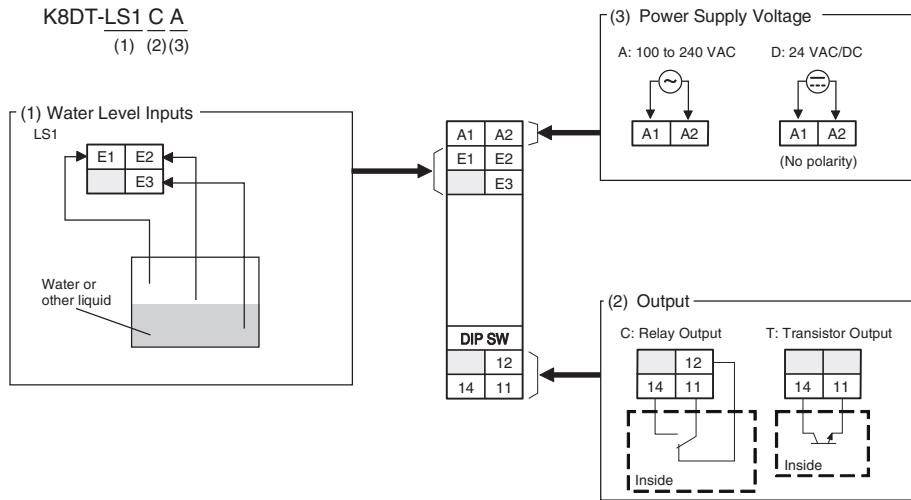 K8DT-LS1 C A
(1) (2) (3)
(1) Water Level Inputs
LS1
E1 E2
E3
Water or
other liquid
A1 A2
E1 E2
E3
DIP SW
12
14 11
(3) Power Supply Voltage
A: 100 to 240 VAC
A1 A2
D: 24 VAC/DC
A1 A2
(No polarity)
(2) Output
C: Relay Output
12
14 11
Inside
T: Transistor Output
14 11
Inside